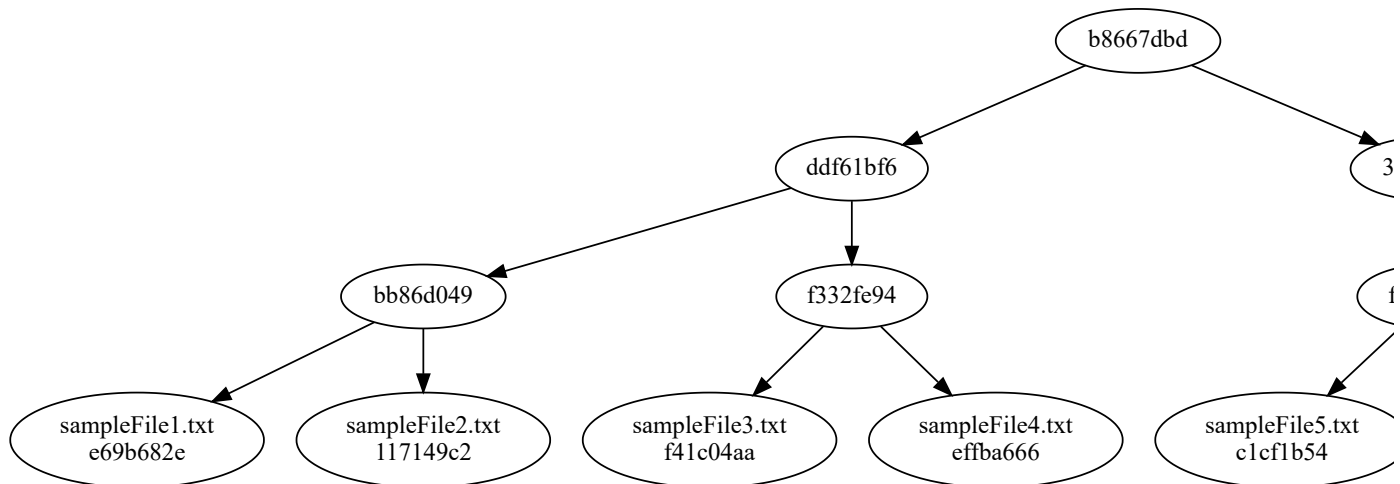 b8667dbd
ddf61bf6
3
bb86d049
f332fe94
f
sampleFile1.txt
e69b682e
sampleFile2.txt
117149c2
sampleFile3.txt
f41c04aa
sampleFile4.txt
effba666
sampleFile5.txt
c1cf1b54